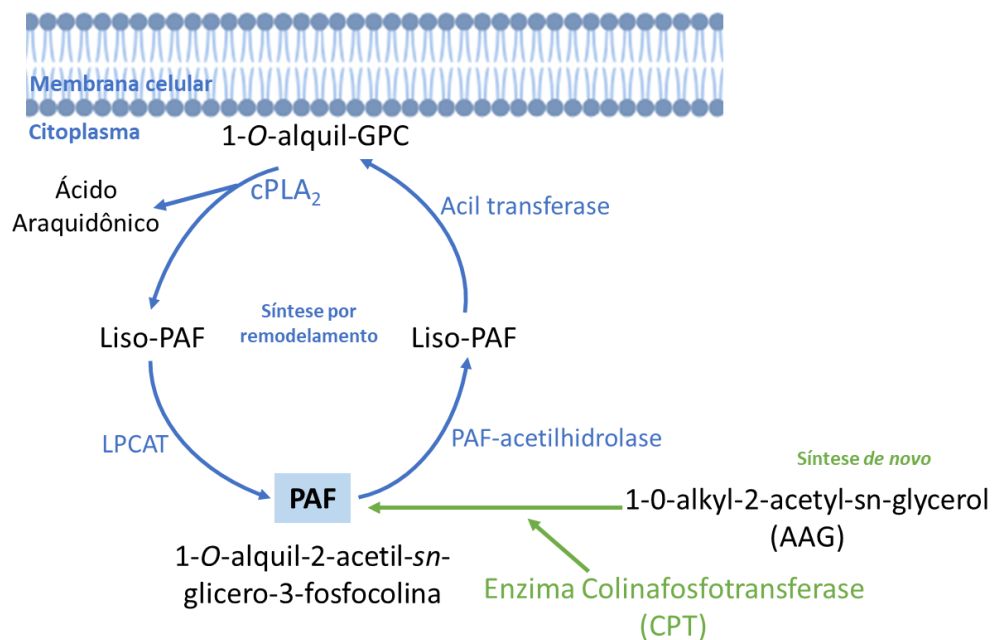 Membrana celular
Citoplasma
1-O-alquil-GPC
cPLA₂
Ácido
Araquidônico
Acil transferase
Síntese por
remodelamento
Liso-PAF
Liso-PAF
LPCAT
PAF-acetilhidrolase
Síntese de novo
PAF
1-0-alkyl-2-acetyl-sn-glycerol
(AAG)
1-O-alquil-2-acetil-sn-
glicero-3-fosfocolina
Enzima Colinafosfotransferase
(CPT)